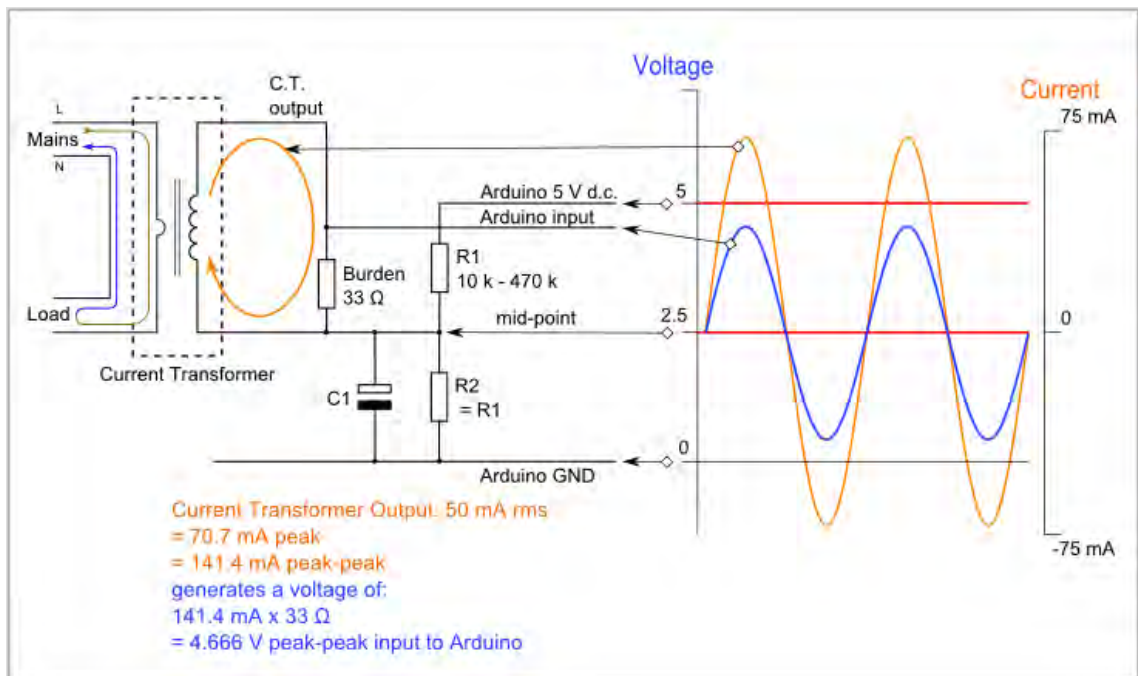 Voltage
C.T.
output
Current
75 mA
L
Mains
N
Arduino 5 V d.c.
5
Arduino input
Burden
33 Ω
R1
10 k - 470 k
Load
mid-point
2.5
0
Current Transformer
C1
R2
= R1
0
Arduino GND
-75 mA
Current Transformer Output: 50 mA rms
= 70.7 mA peak
= 141.4 mA peak-peak
generates a voltage of:
141.4 mA x 33 Ω
= 4.666 V peak-peak input to Arduino